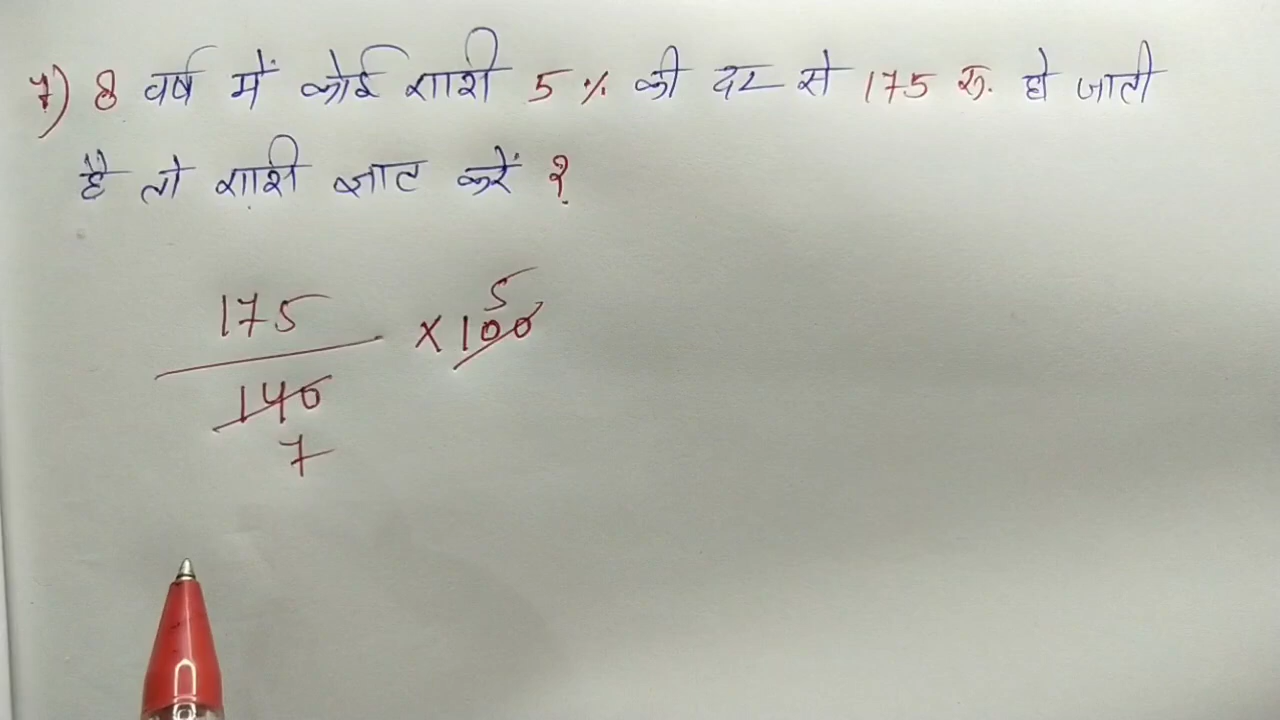 7) 8 वर्ष में कोई राशी 5 % की दर से 175 रु. हो जाती
है तो राशी ज्ञात करें ?
5
175 × 100
140
7